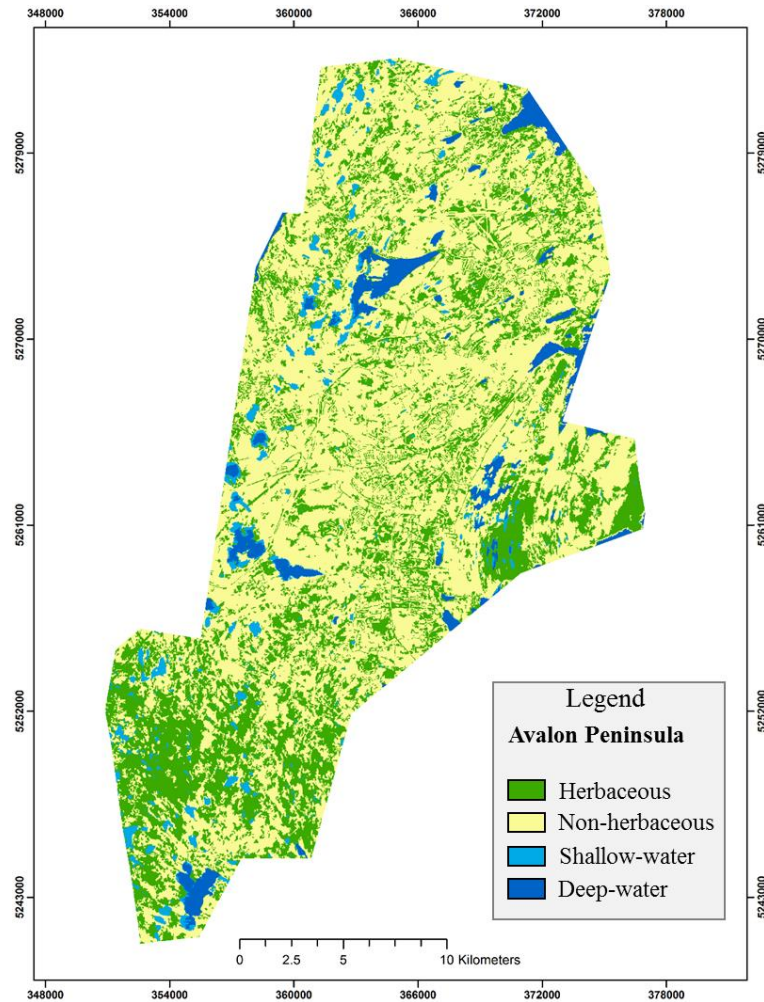 348000 354000 360000 366000 372000 378000
5279000 5279000
5270000 5270000
5261000 5261000
5252000 5252000
5243000 5243000
Legend
Avalon Peninsula
Herbaceous
Non-herbaceous
Shallow-water
Deep-water
0 2.5 5 10 Kilometers
348000 354000 360000 366000 372000 378000